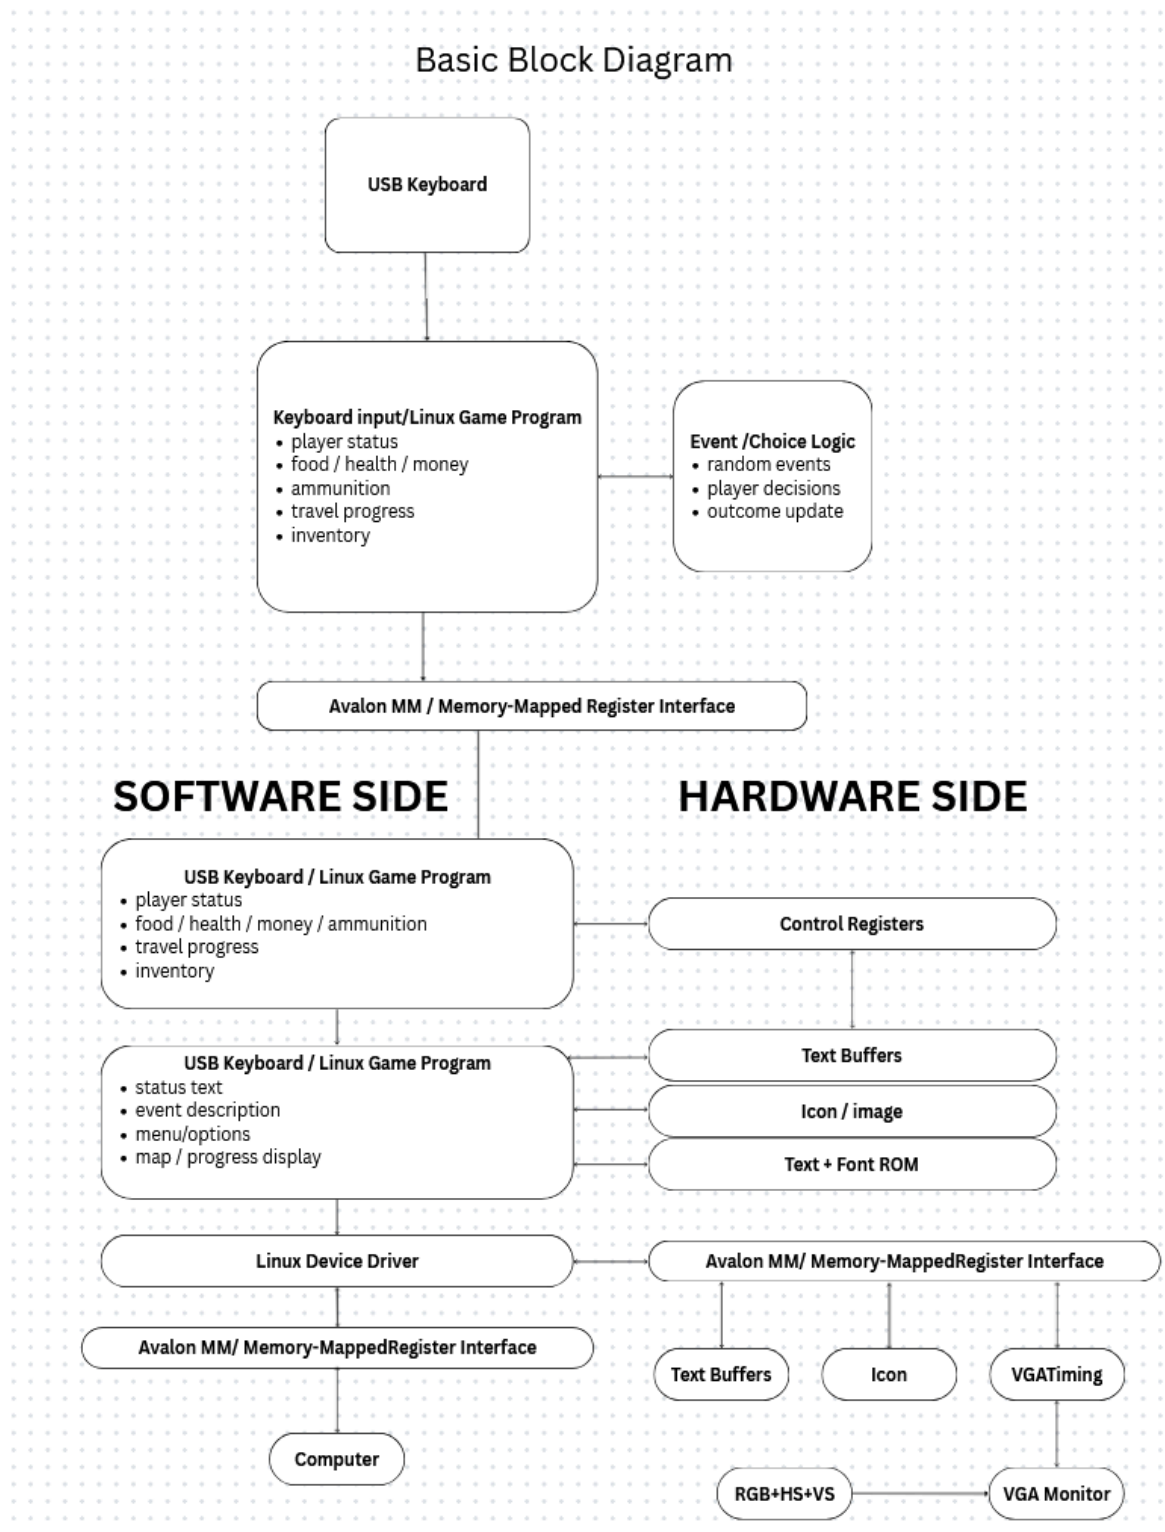 Basic Block Diagram
USB Keyboard
Keyboard input/Linux Game Program
• player status
• food / health / money
• ammunition
• travel progress
• inventory
Event /Choice Logic
• random events
• player decisions
• outcome update
Avalon MM / Memory-Mapped Register Interface
SOFTWARE SIDE
HARDWARE SIDE
USB Keyboard / Linux Game Program
• player status
• food / health / money / ammunition
• travel progress
• inventory
Control Registers
USB Keyboard / Linux Game Program
• status text
• event description
• menu/options
• map / progress display
Text Buffers
Icon / image
Text + Font ROM
Linux Device Driver
Avalon MM/ Memory-MappedRegister Interface
Avalon MM/ Memory-MappedRegister Interface
Text Buffers
Icon
VGATiming
Computer
RGB+HS+VS
VGA Monitor